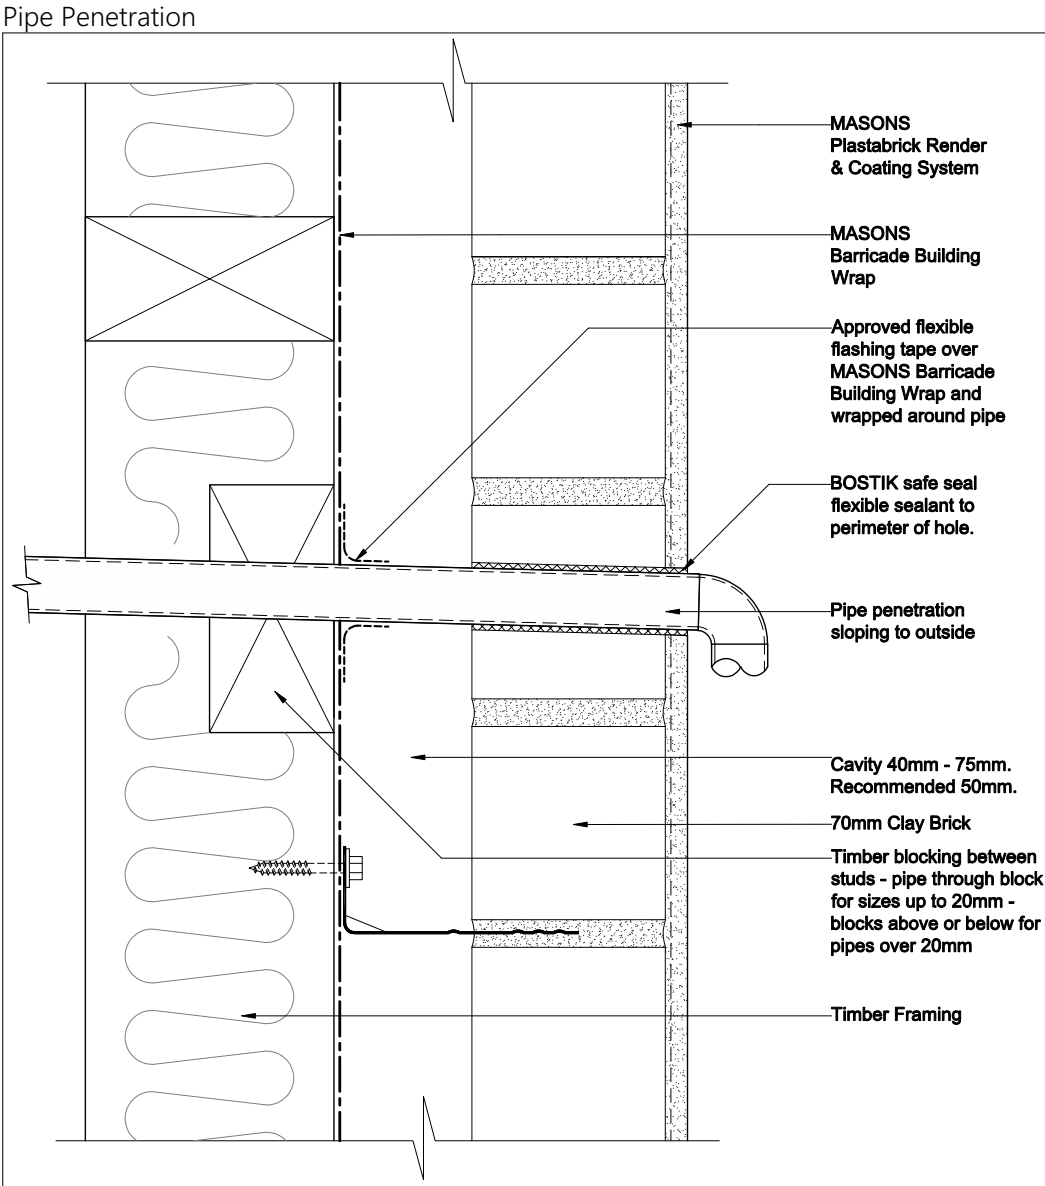 Pipe Penetration
MASONS
Plastabrick Render
& Coating System
MASONS
Barricade Building
Wrap
Approved flexible
flashing tape over
MASONS Barricade
Building Wrap and
wrapped around pipe
BOSTIK safe seal
flexible sealant to
perimeter of hole.
Pipe penetration
sloping to outside
Cavity 40mm - 75mm.
Recommended 50mm.
70mm Clay Brick
Timber blocking between
studs - pipe through block
for sizes up to 20mm -
blocks above or below for
pipes over 20mm
Timber Framing